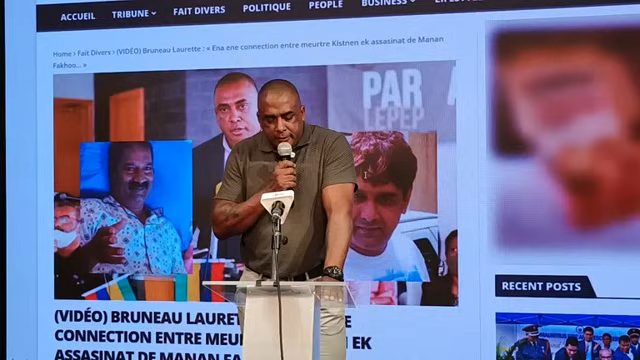 ACCUEIL TRIBUNE FAIT DIVERS POLITIQUE PEOPLE BUSINESS
Home › Fait Divers › (VIDÉO) Bruneau Laurette : « Ena ene connection entre meurtre Kistnen ek assasinat de Manan
Fakhoo... »
PAR
LEPEP
(VIDÉO) BRUNEAU LAURE
CONNECTION ENTRE MEU EK
ASSASINAT DE MANAN FA
RECENT POSTS